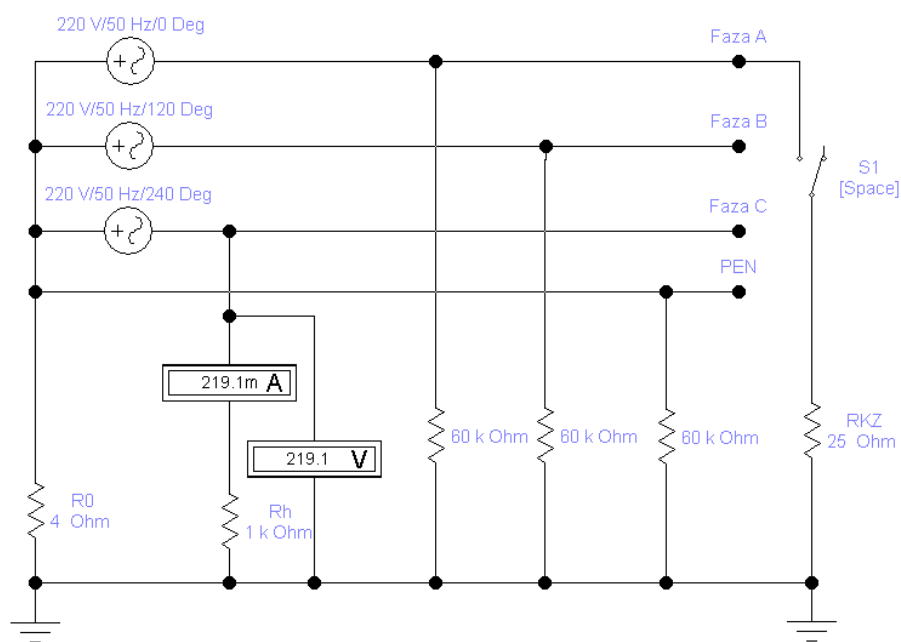 220 V/50 Hz/0 Deg
Faza A
220 V/50 Hz/120 Deg
Faza B
220 V/50 Hz/240 Deg
S1
[Space]
Faza C
PEN
219.1m A
RKZ
25 Ohm
60 k Ohm
60 k Ohm
60 k Ohm
219.1 V
R0
4 Ohm
Rh
1 k Ohm